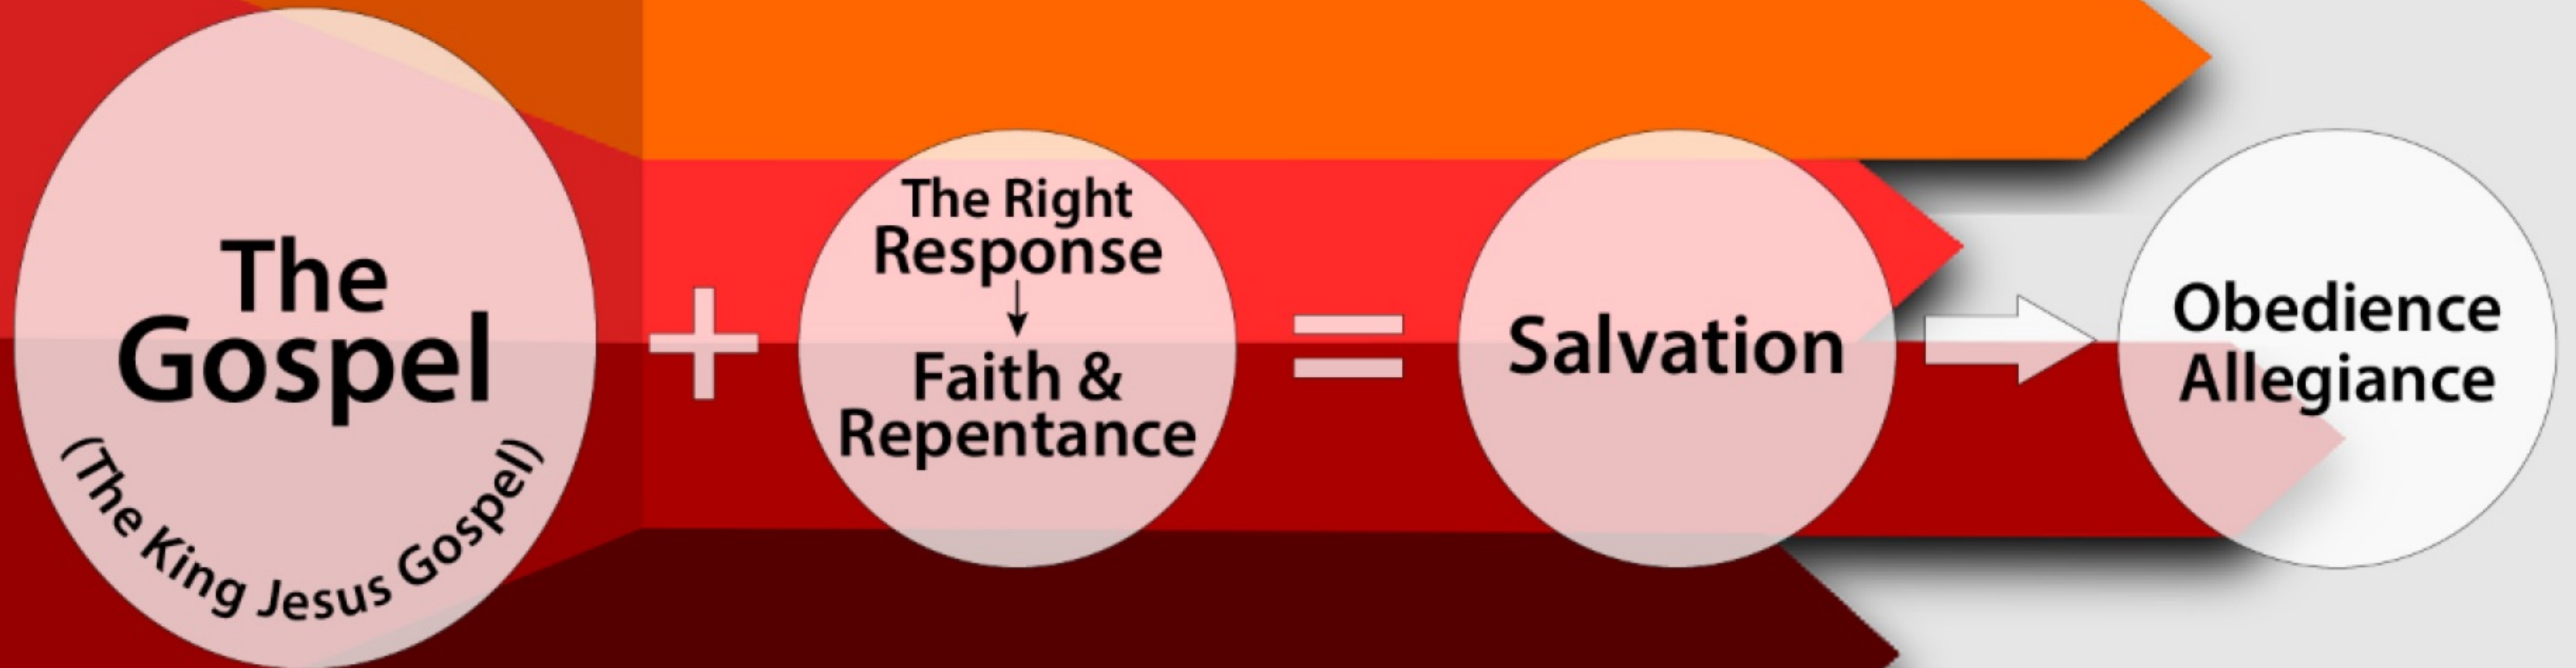 The
Gospel
(The King Jesus Gospel)
+
The Right
Response
↓
Faith &
Repentance
=
Salvation
Obedience
Allegiance